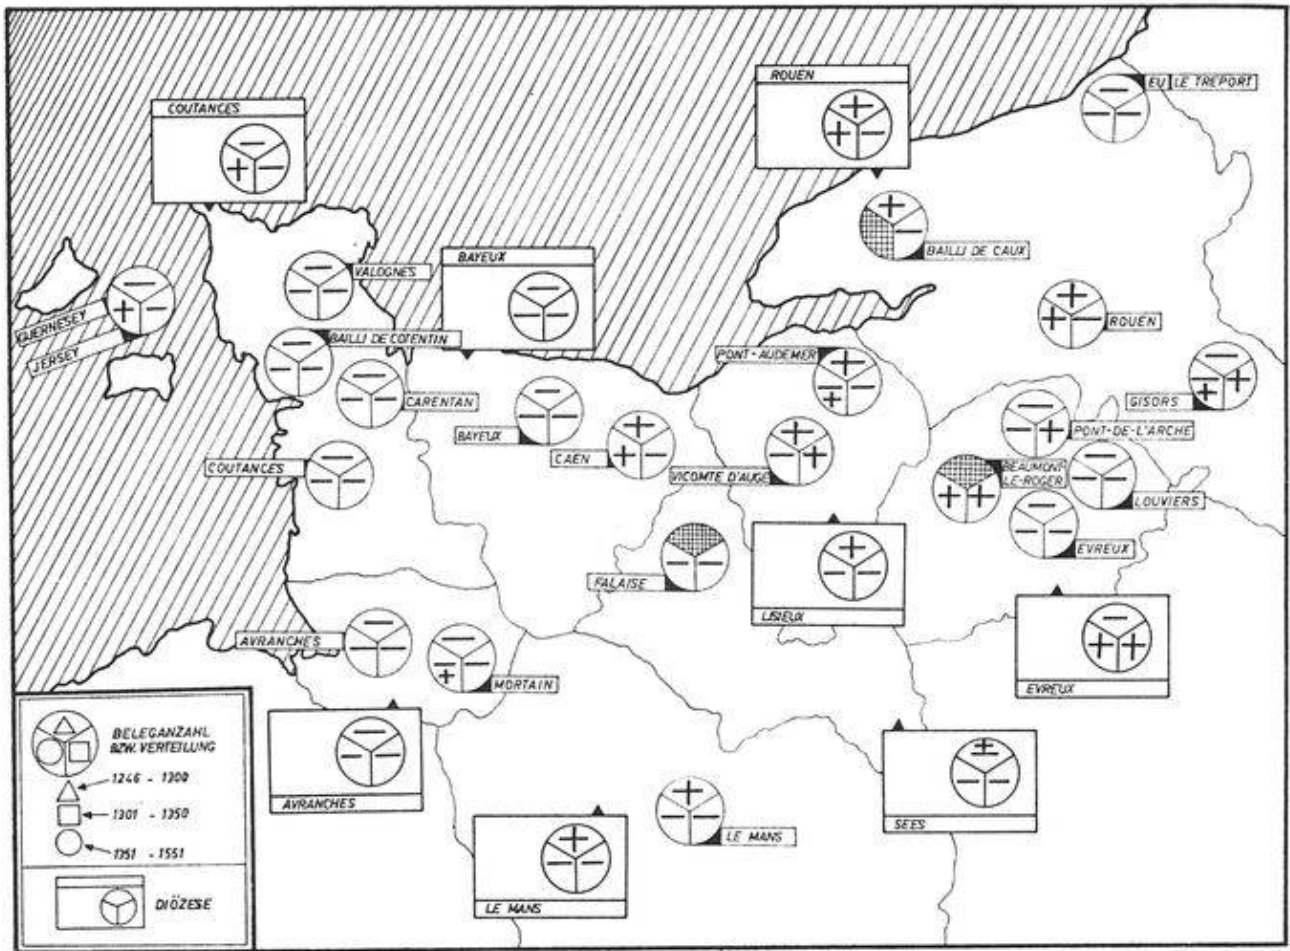 COUTANCES
ROUEN
EU LE TREPORT
BAILLI DE CAUX
VALOGNES
BAYEUX
GUERNESEY
JERSEY
BAILLI DE COTENTIN
ROUEN
PONT-AUDEMER
CARENTAN
GISORS
BAYEUX
CAEN
PONT-DE-L'ARCHE
COUTANCES
VICOMTE D'AUGE
BEAUMONT
LE-ROGER
LOUVIERS
EVREUX
FALAISE
LISIEUX
AVRANCHES
MORTAIN
EVREUX
BELEGANZAHL
BZW. VERTEILUNG
1246 - 1300
1301 - 1350
1351 - 1551
DIÖZESE
AVRANCHES
SEES
LE MANS
LE MANS